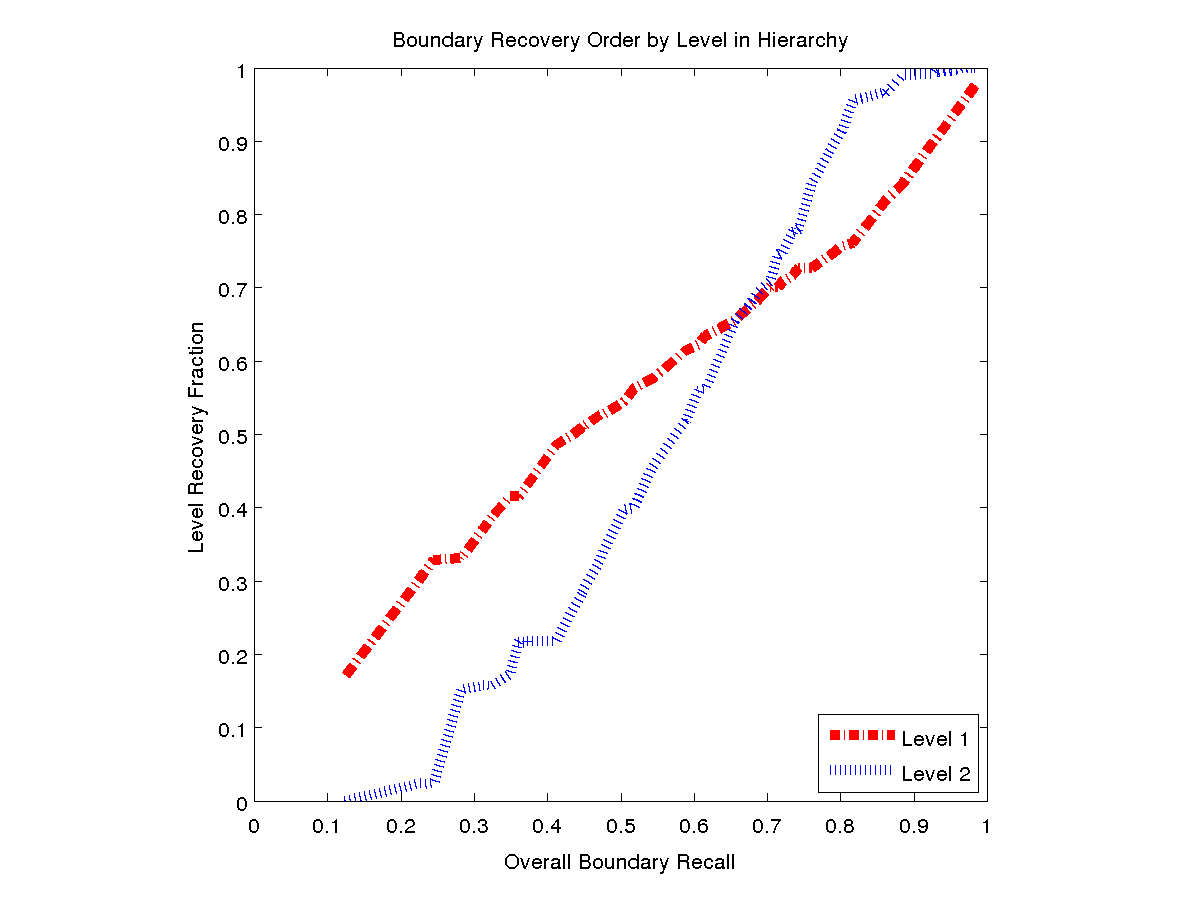 Boundary Recovery Order by Level in Hierarchy
1
0.9
0.8
0.7
0.6
0.5
0.4
0.3
0.2
0.1
0
Level Recovery Fraction
Level 1
Level 2
0 0.1 0.2 0.3 0.4 0.5 0.6 0.7 0.8 0.9 1
Overall Boundary Recall